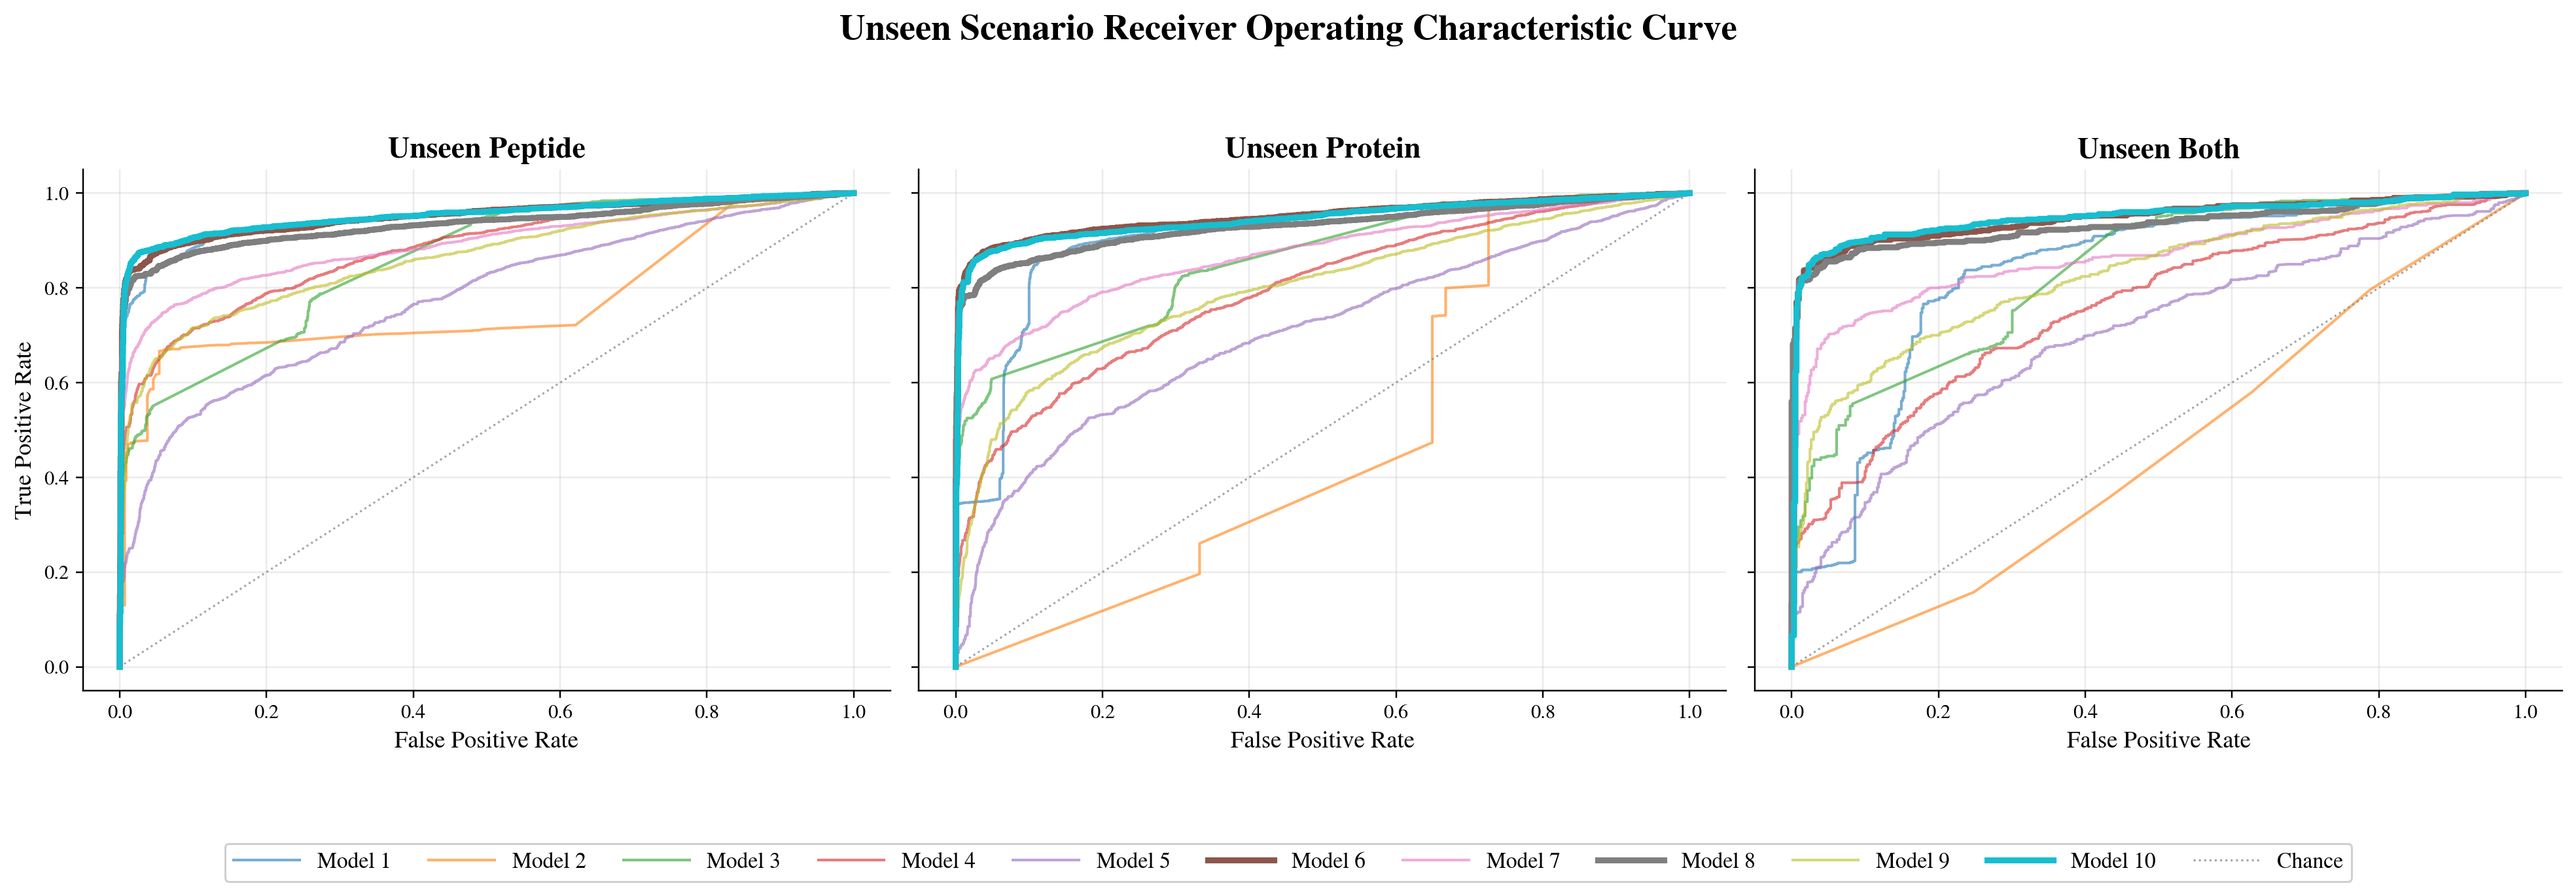 Unseen Scenario Receiver Operating Characteristic Curve
Unseen Peptide
Unseen Protein
Unseen Both
True Positive Rate
1.0
0.8
0.6
0.4
0.2
0.0
0.0 0.2 0.4 0.6 0.8 1.0
0.0 0.2 0.4 0.6 0.8 1.0
0.0 0.2 0.4 0.6 0.8 1.0
False Positive Rate
False Positive Rate
False Positive Rate
Model 1 Model 2 Model 3 Model 4 Model 5 Model 6 Model 7 Model 8 Model 9 Model 10 Chance